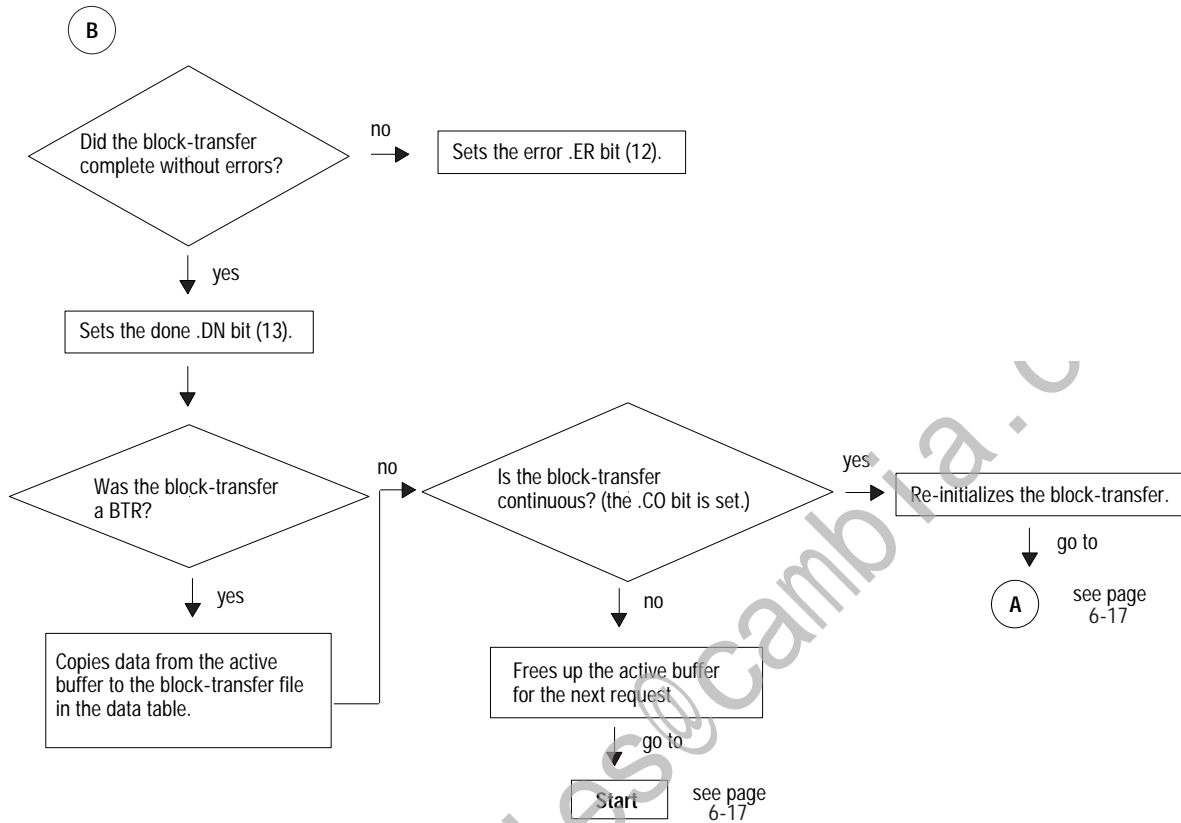 B
Did the block-transfer
complete without errors?
no
Sets the error .ER bit (12).
yes
Sets the done .DN bit (13).
Was the block-transfer
a BTR?
no
Is the block-transfer
continuous? (the .CO bit is set.)
yes
Re-initializes the block-transfer.
go to
A
see page
6-17
yes
Copies data from the active
buffer to the block-transfer file
in the data table.
no
Frees up the active buffer
for the next request
go to
Start
see page
6-17
es@cambia.c